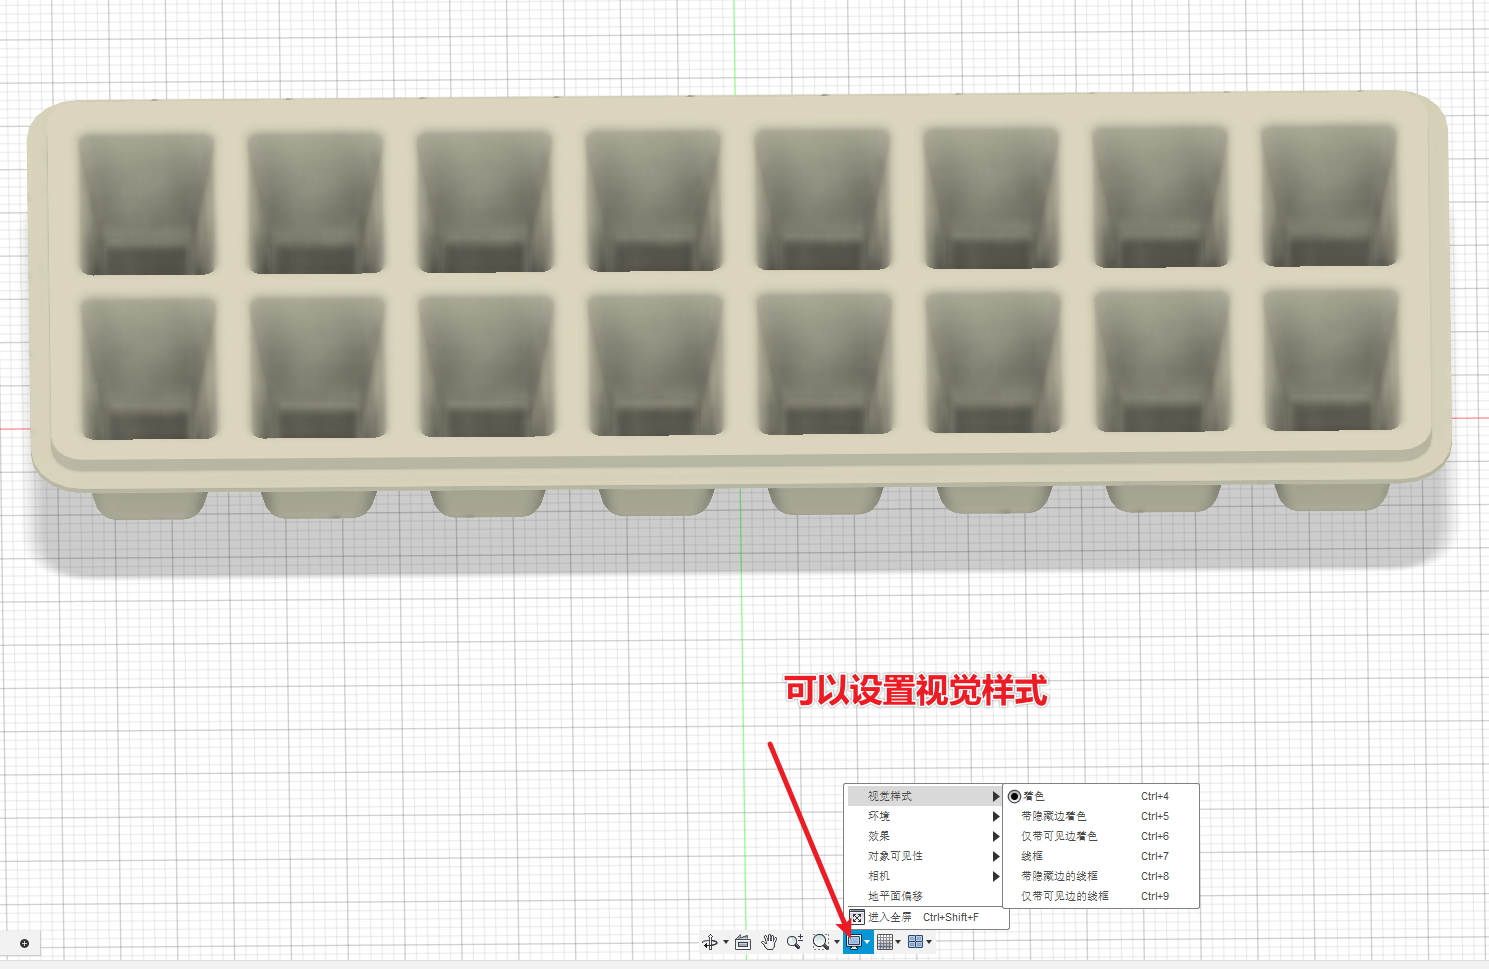 可以设置视觉样式
视觉样式
环境
效果
对象可见性
相机
地平面偏移
进入全屏 Ctrl+Shift+F
着色 Ctrl+4
带隐藏边着色 Ctrl+5
仅带可见边着色 Ctrl+6
线框 Ctrl+7
带隐藏边的线框 Ctrl+8
仅带可见边的线框 Ctrl+9